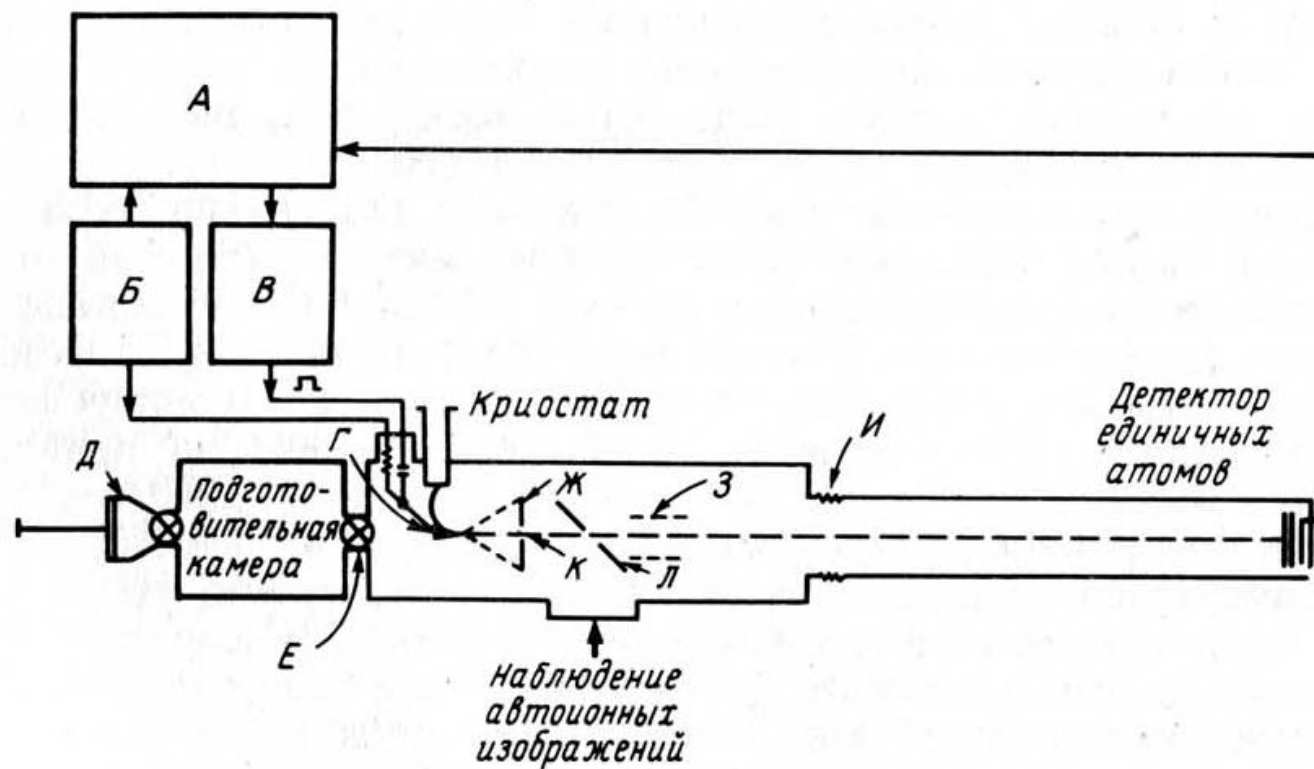 А
Б
В
Криостат
Г
Детектор
единичных
атомов
И
Д
Подгото-
вительная
камера
Ж
З
К
Л
Е
Наблюдение
автоионных
изображений